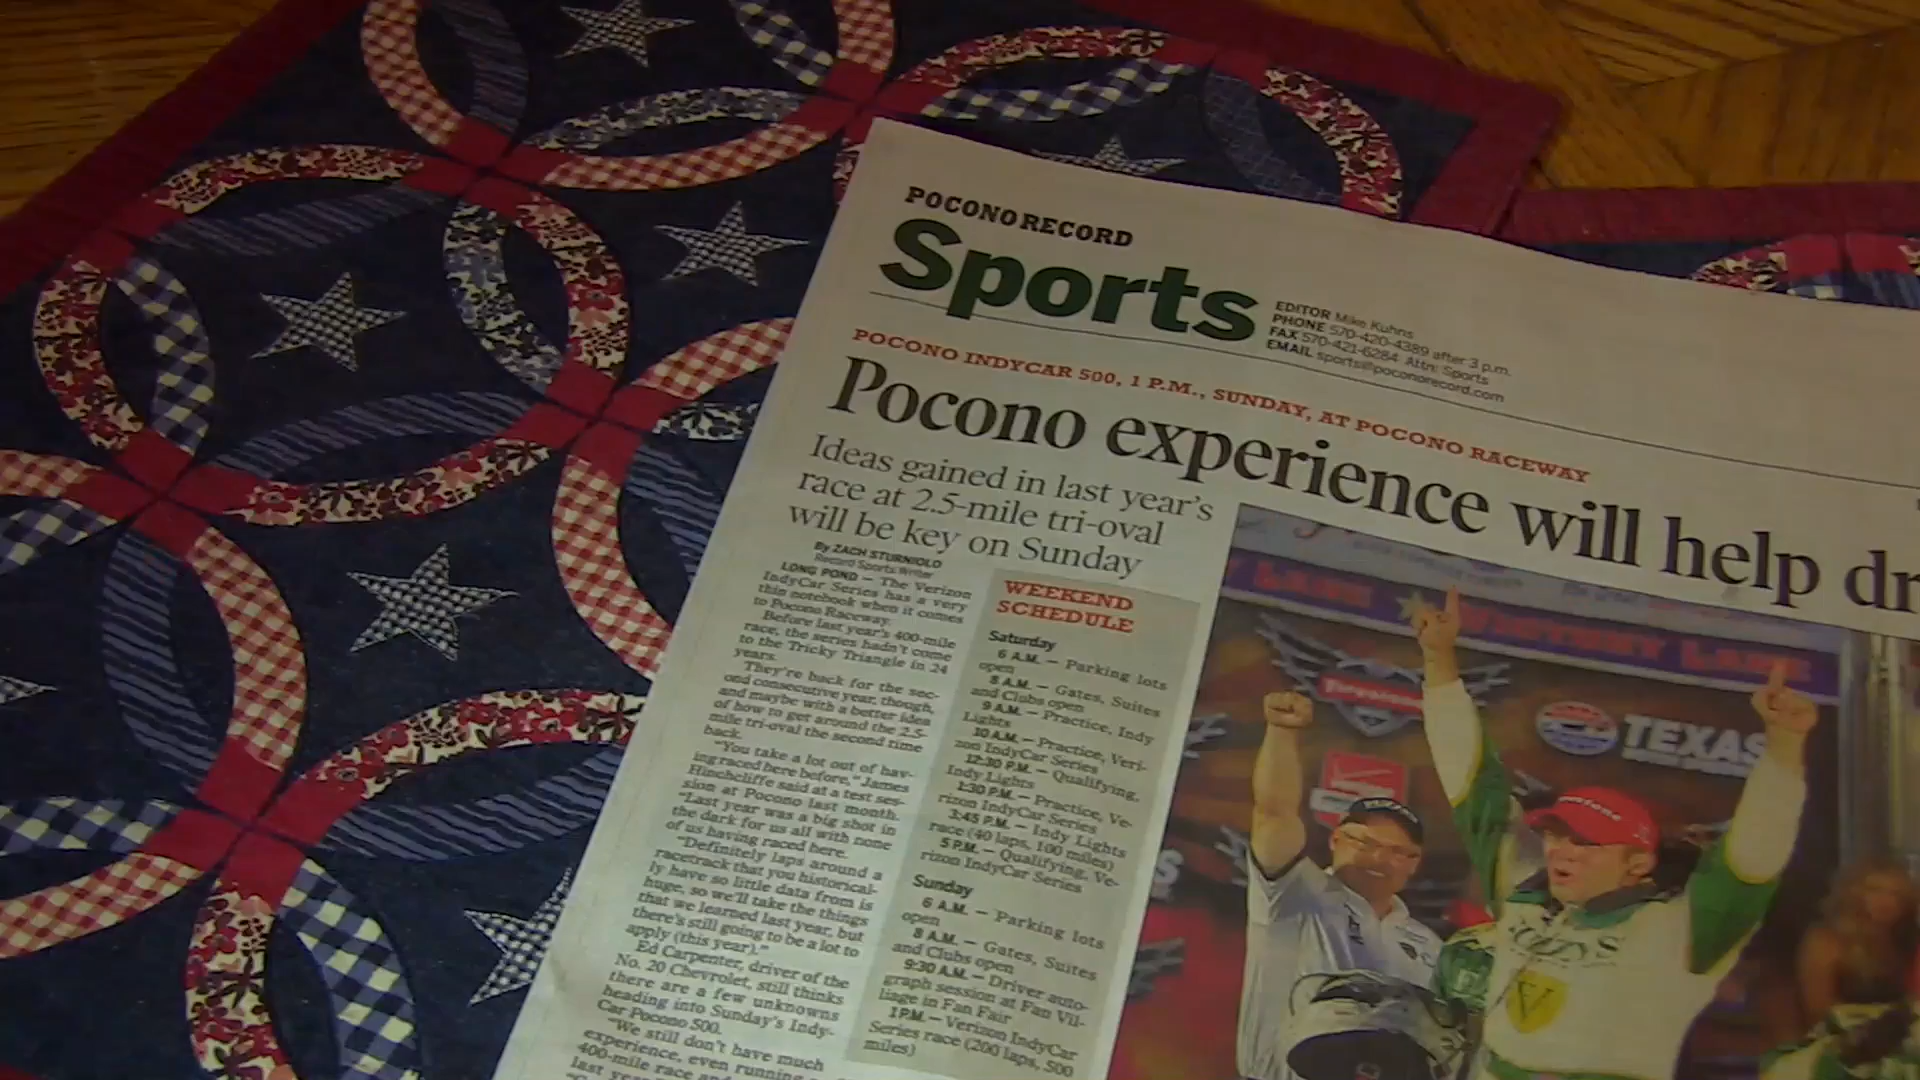 POCONO RECORD
Sports
EDITOR Mike Kuhns
PHONE 570-420-4389 after 3 p.m.
FAX 570-421-6284 Attn: Sports
EMAIL sports@poconorecord.com
POCONO INDYCAR 500, 1 P.M., SUNDAY, AT POCONO RACEWAY
Pocono experience will help dr
Ideas gained in last year's
race at 2.5-mile tri-oval
will be key on Sunday
By ZACH STURNIOLO
Record Sports Writer
LONG POND — The Verizon
IndyCar Series has a very
thin notebook when it comes
to Pocono Raceway.
Before last year's 400-mile
race, the series hadn't come
to the Tricky Triangle in 24
years.
They're back for the sec-
ond consecutive year, though,
and maybe with a better idea
of how to get around the 2.5-
mile tri-oval the second time
back.
"You take a lot out of hav-
ing raced here before," James
Hinchcliffe said at a test ses-
sion at Pocono last month.
"Last year was a big shot in
the dark for us all with none
of us having raced here.
"Definitely laps around a
racetrack that you historical-
ly have so little data from is
huge, so we'll take the things
that we learned last year, but
there's still going to be a lot to
apply (this year)."
Ed Carpenter, driver of the
No. 20 Chevrolet, still thinks
there are a few unknowns
heading into Sunday's Indy-
Car Pocono 500.
"We still don't have much
experience, even running
400-mile race and
last year
WEEKEND
SCHEDULE
Saturday
6 A.M. — Parking lots
open
8 A.M. — Gates, Suites
and Clubs open
9 A.M. — Practice, Indy
Lights
10 A.M. — Practice, Veri-
zon IndyCar Series
12:30 P.M. — Qualifying,
Indy Lights
1:30 P.M. — Practice, Ve-
rizon IndyCar Series
3:45 P.M. — Indy Lights
race (40 laps, 100 miles)
5 P.M. — Qualifying, Ve-
rizon IndyCar Series
Sunday
6 A.M. — Parking lots
open
8 A.M. — Gates, Suites
and Clubs open
9:30 A.M. — Driver auto-
graph session at Fan Vil-
lage in Fan Fair
1 P.M. — Verizon IndyCar
Series race (200 laps, 500
miles)
LANE VICTORY LANE
Firestone
TEXAS